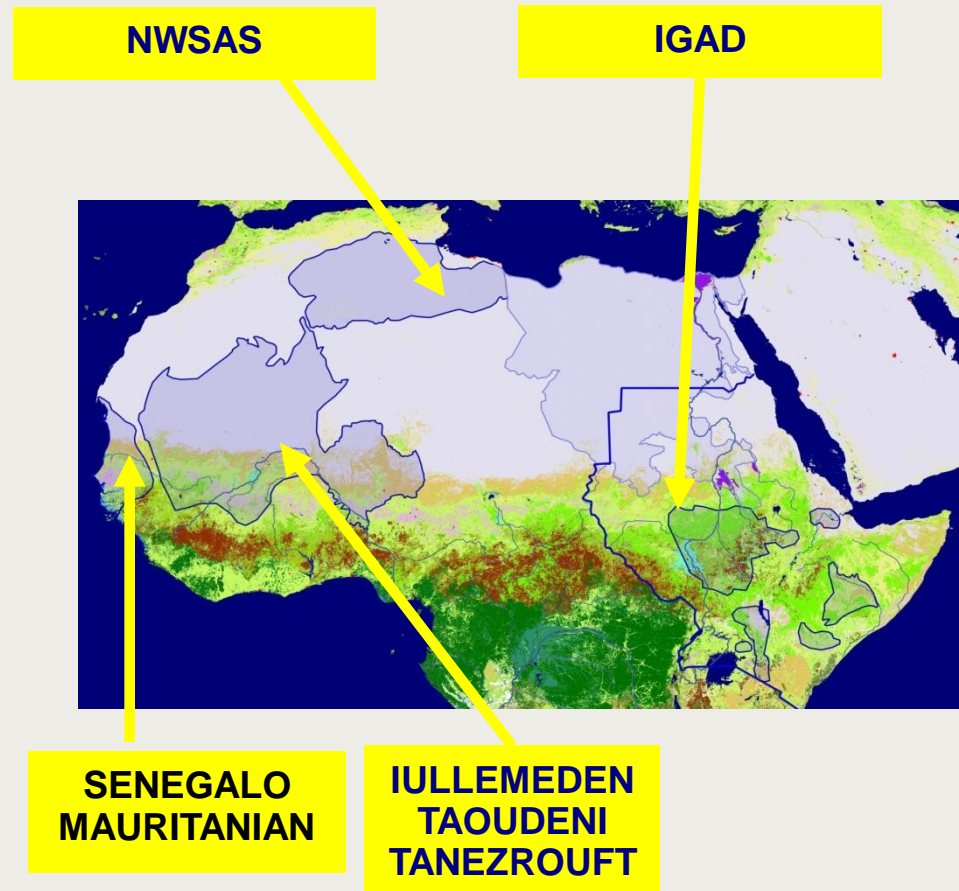 NWSAS
IGAD
SENEGALO
MAURITANIAN
IULLEMEDEN
TAOUDENI
TANEZROUFT